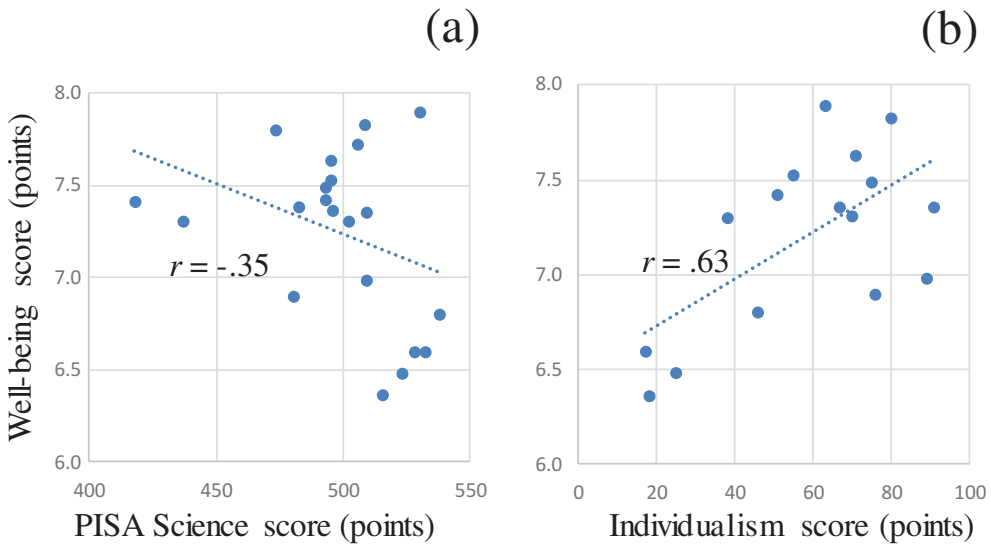 (a)
(b)
Well-being score (points)
8.0
7.5
7.0
6.5
6.0
r = -.35
400
450
500
550
PISA Science score (points)
8.0
7.5
7.0
6.5
6.0
r = .63
0
20
40
60
80
100
Individualism score (points)